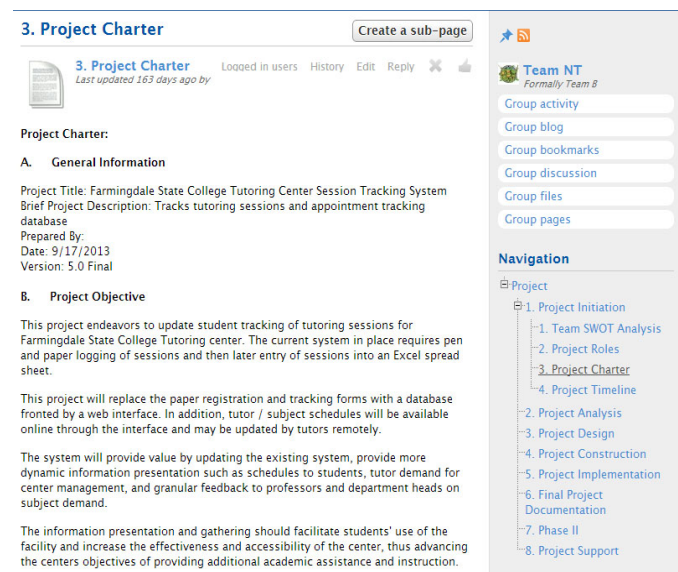 3. Project Charter
Create a sub-page
3. Project Charter
Logged in users History Edit Reply
Last updated 163 days ago by
Project Charter:
A. General Information
Project Title: Farmingdale State College Tutoring Center Session Tracking System
Brief Project Description: Tracks tutoring sessions and appointment tracking
database
Prepared By:
Date: 9/17/2013
Version: 5.0 Final
B. Project Objective
This project endeavors to update student tracking of tutoring sessions for
Farmingdale State College Tutoring center. The current system in place requires pen
and paper logging of sessions and then later entry of sessions into an Excel spread
sheet.
This project will replace the paper registration and tracking forms with a database
fronted by a web interface. In addition, tutor / subject schedules will be available
online through the interface and may be updated by tutors remotely.
The system will provide value by updating the existing system, provide more
dynamic information presentation such as schedules to students, tutor demand for
center management, and granular feedback to professors and department heads on
subject demand.
The information presentation and gathering should facilitate students' use of the
facility and increase the effectiveness and accessibility of the center, thus advancing
the centers objectives of providing additional academic assistance and instruction.
Team NT
Formally Team 8
Group activity
Group blog
Group bookmarks
Group discussion
Group files
Group pages
Navigation
Project
1. Project Initiation
1. Team SWOT Analysis
2. Project Roles
3. Project Charter
4. Project Timeline
2. Project Analysis
3. Project Design
4. Project Construction
5. Project Implementation
6. Final Project
Documentation
7. Phase II
8. Project Support